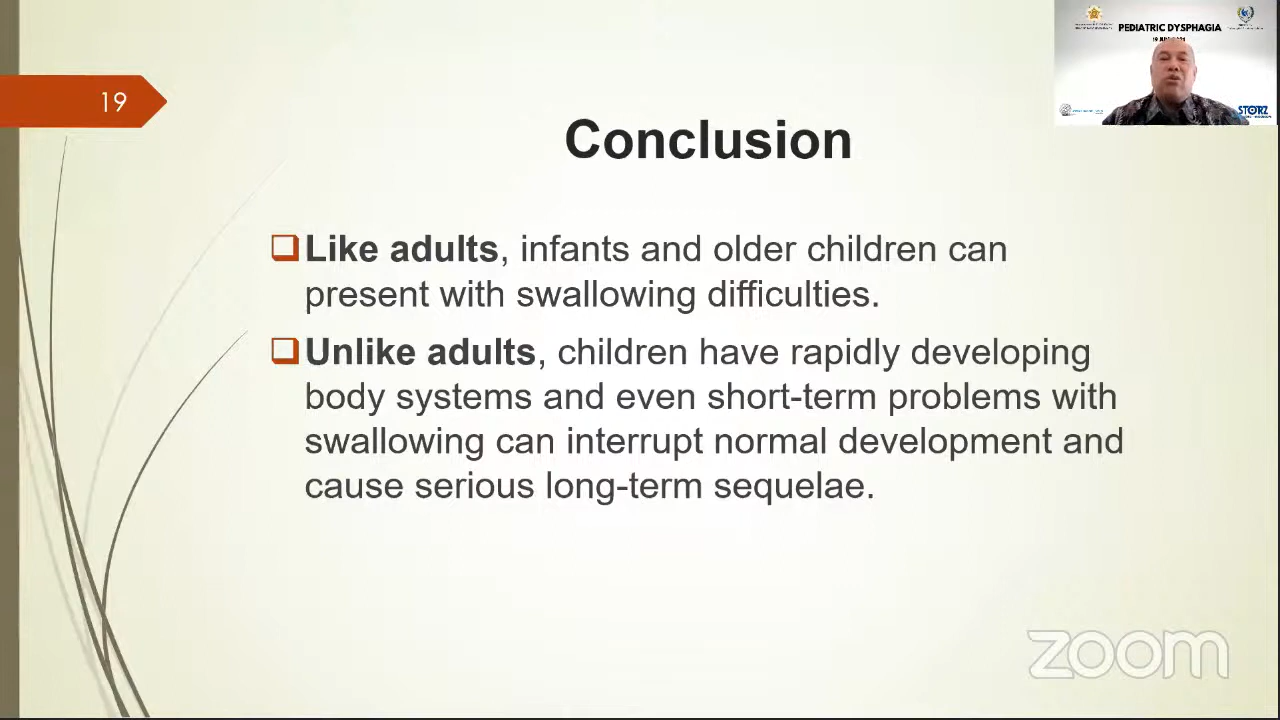 PEDIATRIC DYSPHAGIA
STORZ
19
Conclusion
Like adults, infants and older children can
present with swallowing difficulties.
Unlike adults, children have rapidly developing
body systems and even short-term problems with
swallowing can interrupt normal development and
cause serious long-term sequelae.
zoom